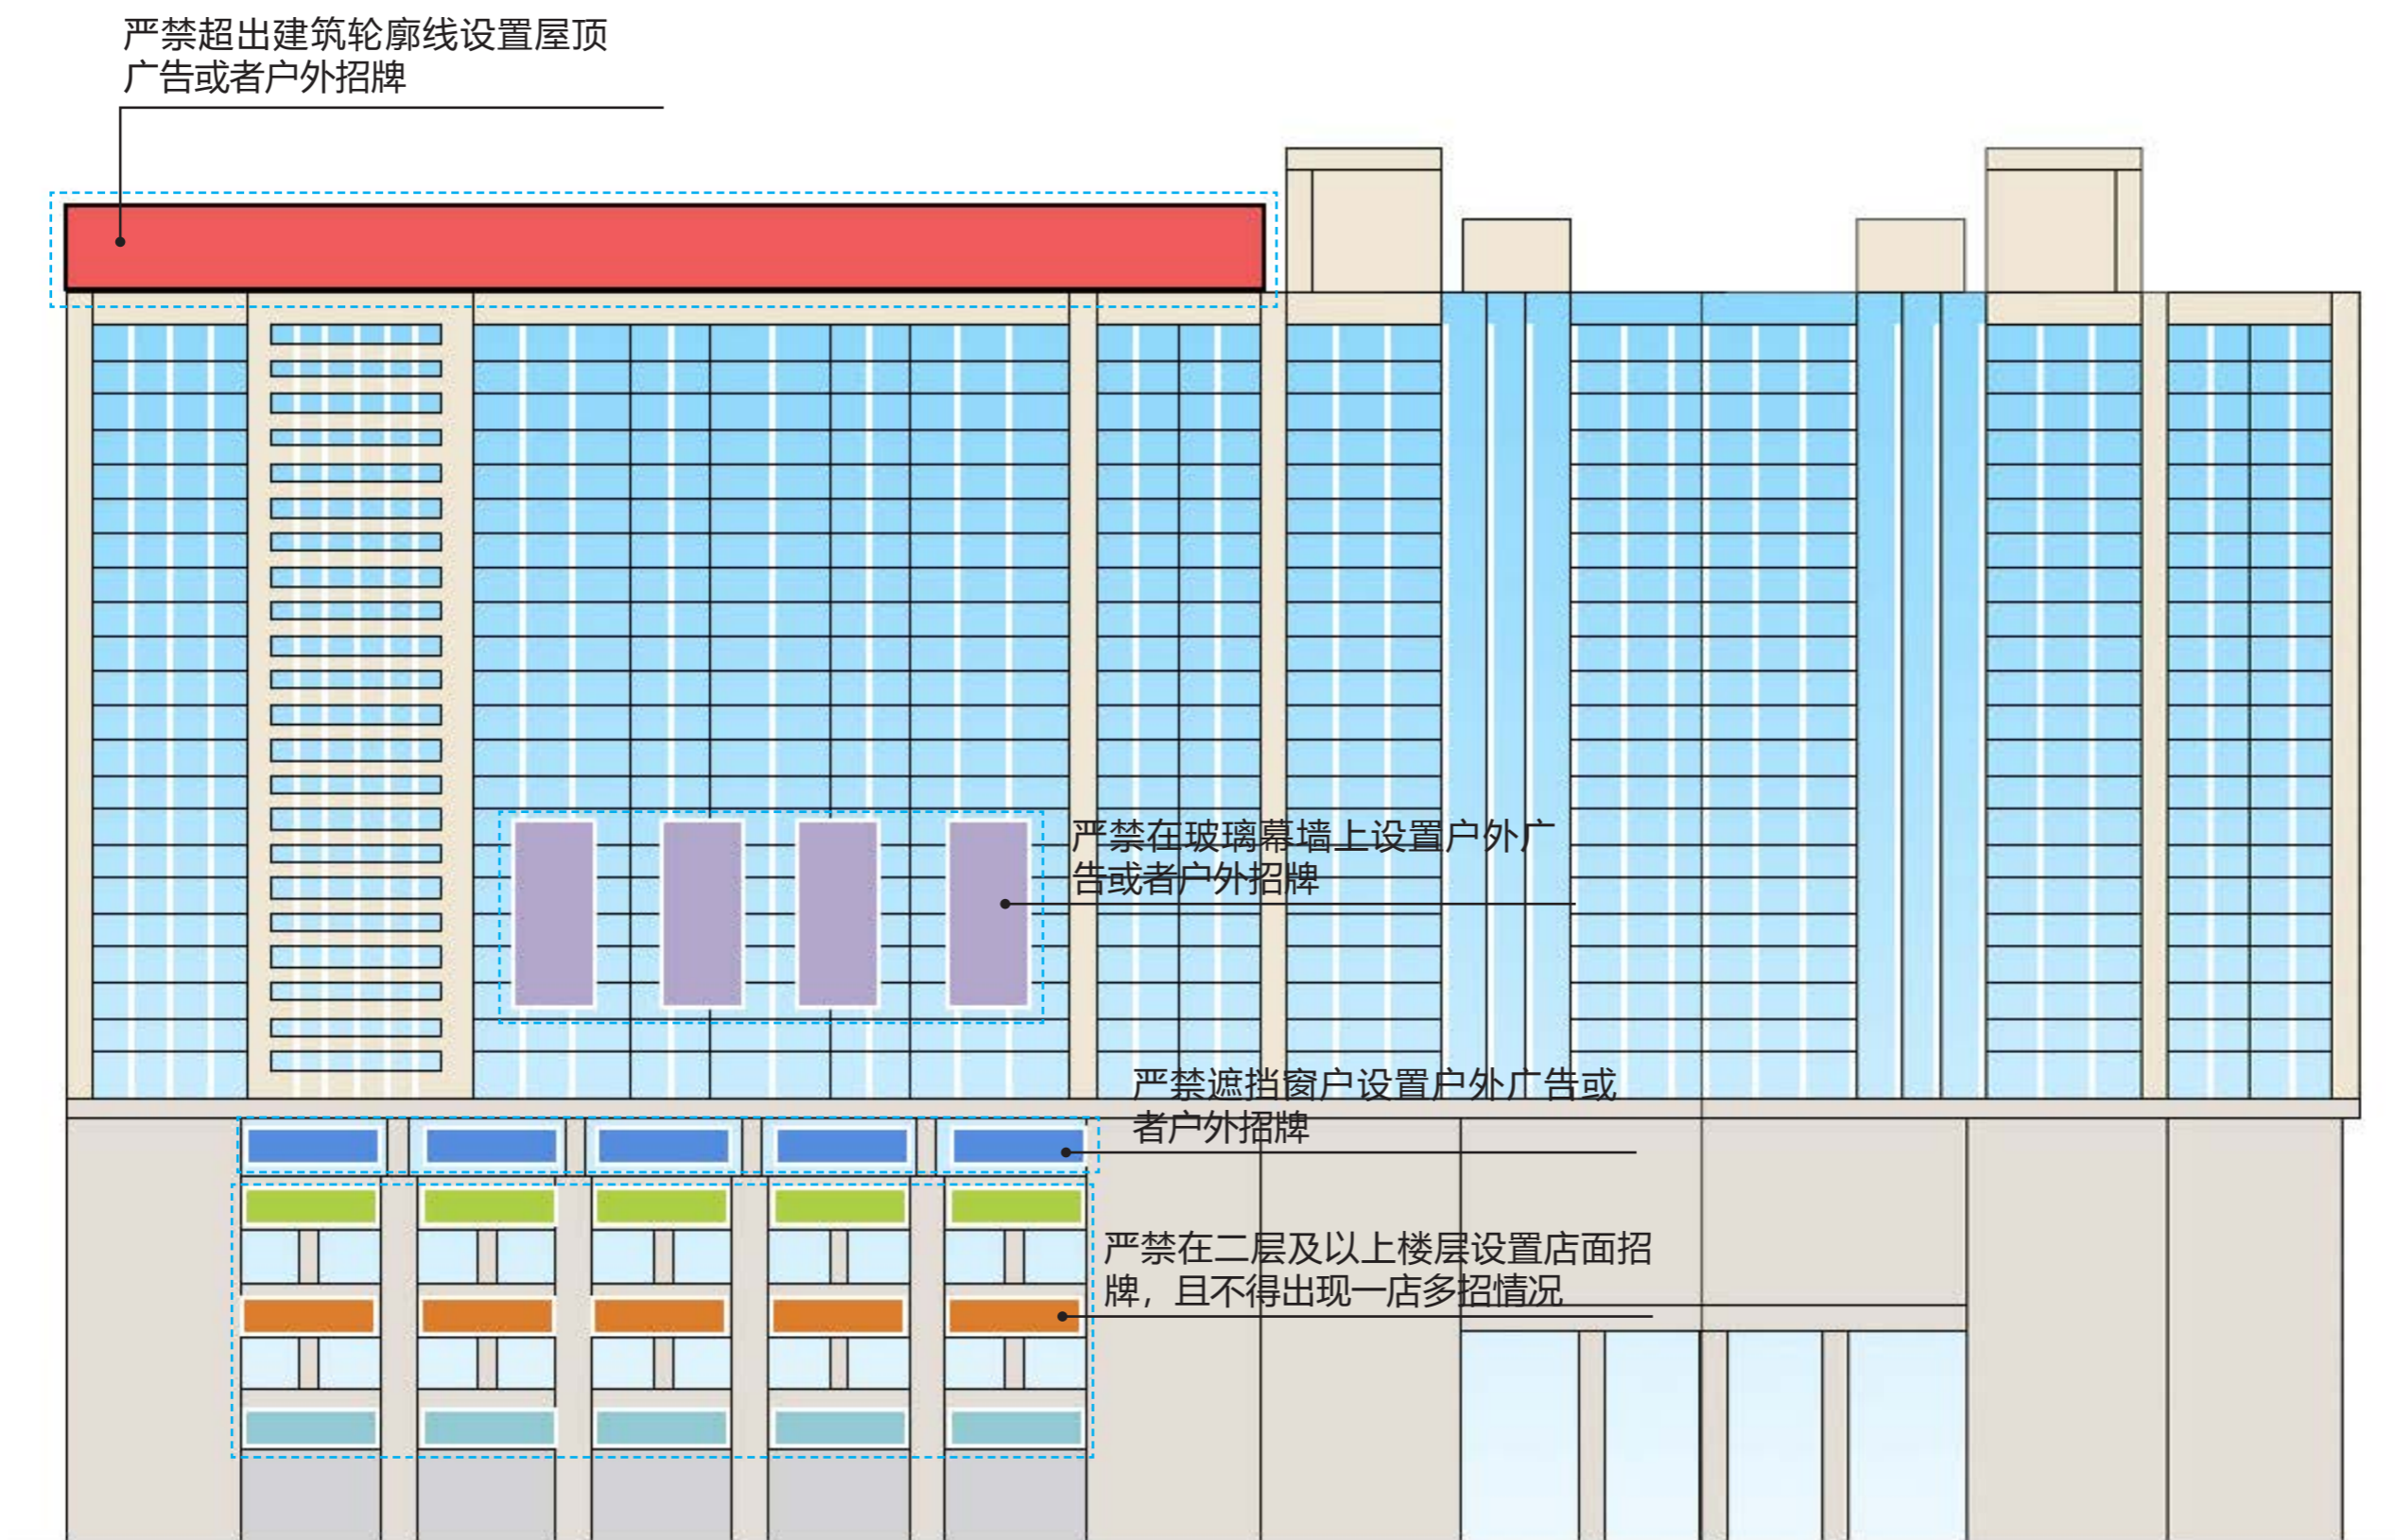 严禁超出建筑轮廓线设置屋顶
广告或者户外招牌
严禁在玻璃幕墙上设置户外广
告或者户外招牌
严禁遮挡窗户设置户外广告或
者户外招牌
严禁在二层及以上楼层设置店面招
牌，且不得出现一店多招情况